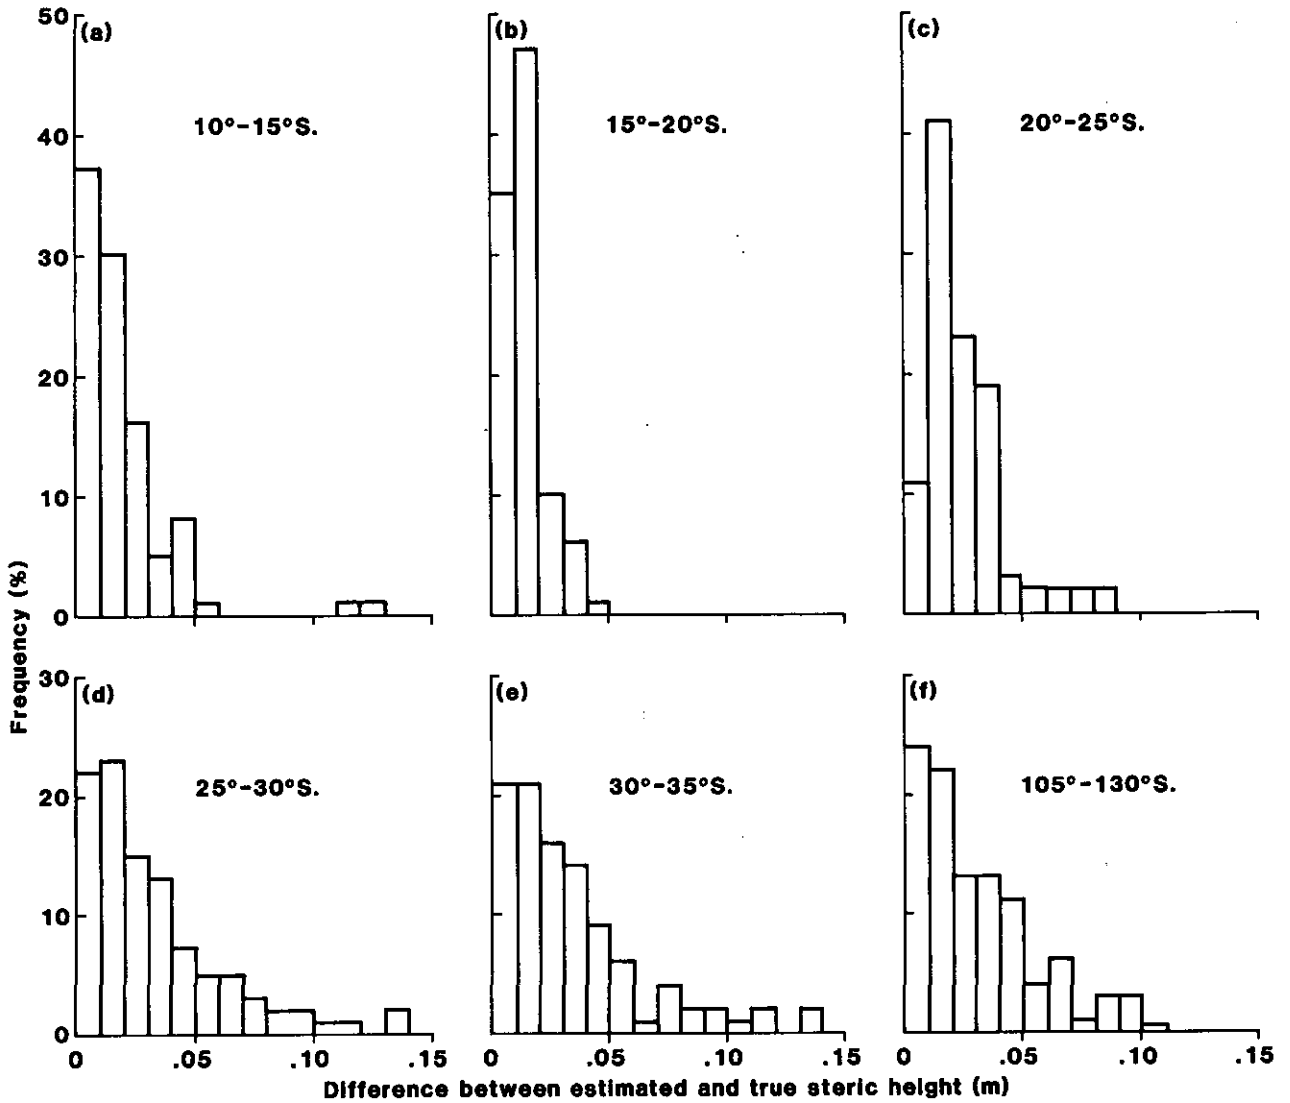 50
(a)
(b)
(c)
10°-15°S.
15°-20°S.
20°-25°S.
40
30
20
10
0
Frequency (%)
30
(d)
(e)
(f)
25°-30°S.
30°-35°S.
105°-130°S.
20
10
0
0 .05 .10 .15 0 .05 .10 .15 0 .05 .10 .15
Difference between estimated and true steric height (m)